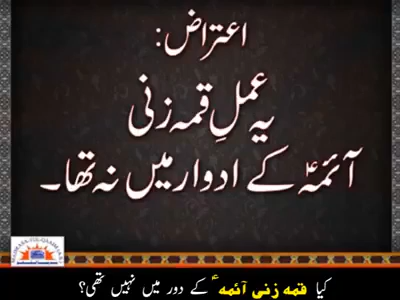 اعتراض:
یہ عملِ قمہ زنی
آئمہؑ کے ادوار میں نہ تھا۔
کیا قمہ زنی آئمہ ؑ کے دور میں نہیں تھی؟